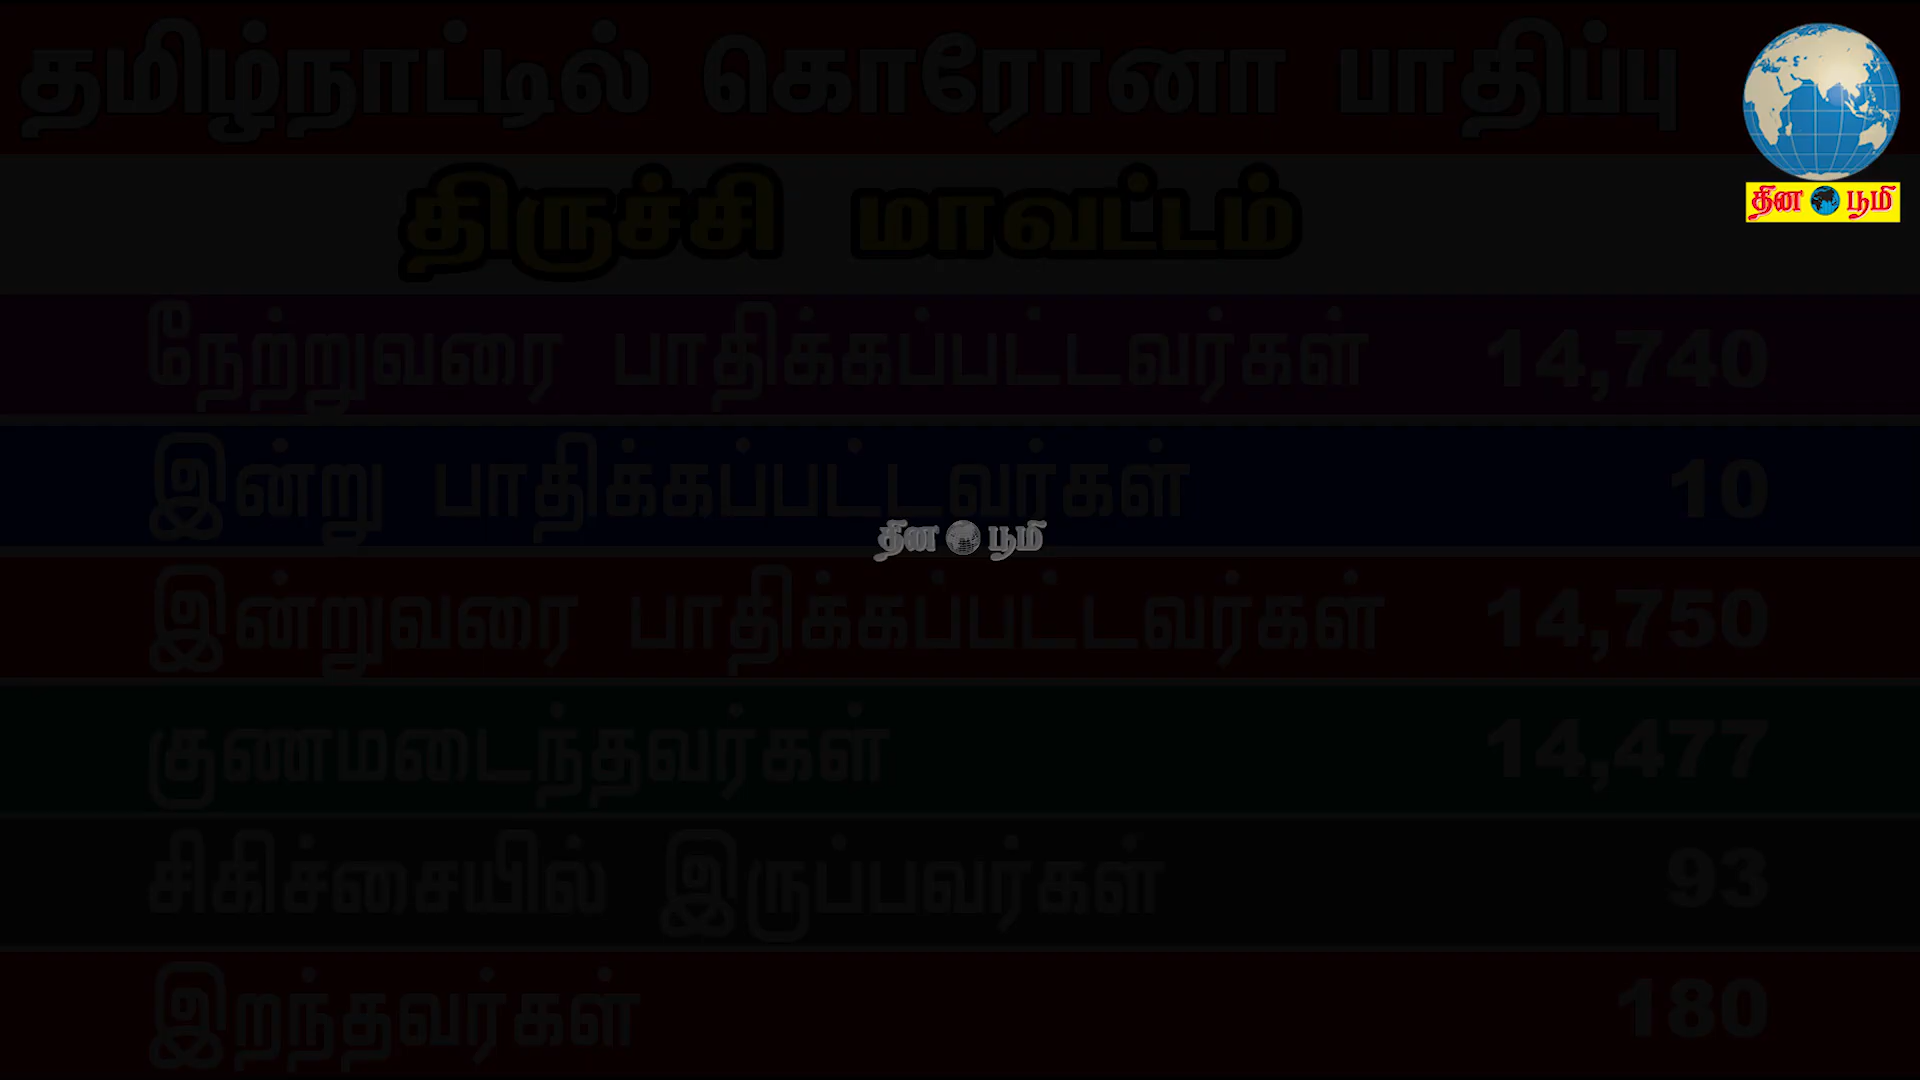 தமிழ்நாட்டில் கொரோனா பாதிப்பு
தின பூமி
திருச்சி மாவட்டம்
நேற்றுவரை பாதிக்கப்பட்டவர்கள் 14,740
இன்று பாதிக்கப்பட்டவர்கள் 10
தின பூமி
இன்றுவரை பாதிக்கப்பட்டவர்கள் 14,750
குணமடைந்தவர்கள் 14,477
சிகிச்சையில் இருப்பவர்கள் 93
இறந்தவர்கள் 180